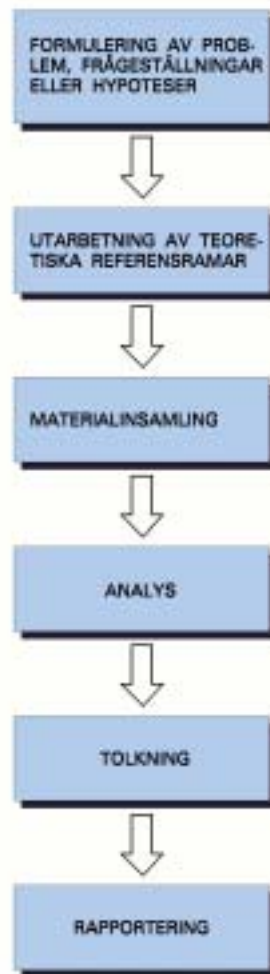 FORMULERING AV PROB-
LEM, FRÅGESTÄLLNINGAR
ELLER HYPOTESER
UTARBETNING AV TEORE-
TISKA REFERENSRAMAR
MATERIALINSAMLING
ANALYS
TOLKNING
RAPPORTERING